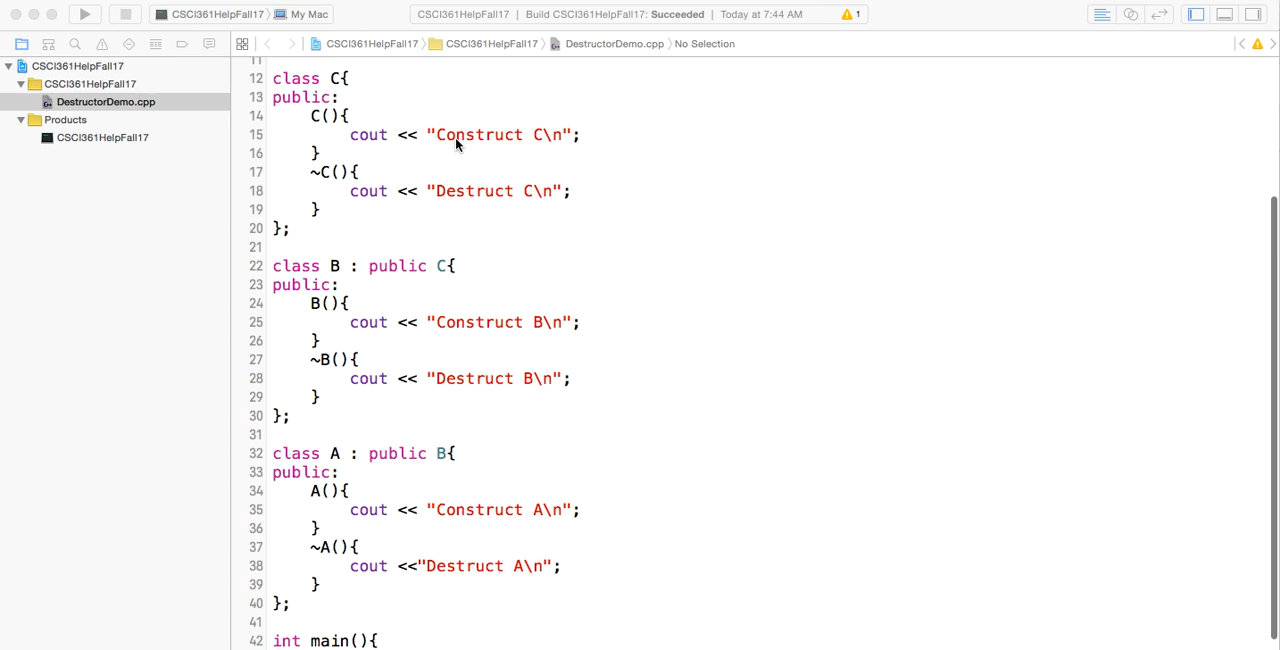 CSCI361HelpFall17 〉 My Mac
CSCI361HelpFall17 | Build CSCI361HelpFall17: Succeeded | Today at 7:44 AM
1
CSCI361HelpFall17 〉 CSCI361HelpFall17 〉 DestructorDemo.cpp 〉 No Selection
CSCI361HelpFall17
CSCI361HelpFall17
DestructorDemo.cpp
Products
CSCI361HelpFall17
11
12 class C{
13 public:
14     C(){
15         cout << "Construct C\n";
16     }
17     ~C(){
18         cout << "Destruct C\n";
19     }
20 };
21
22 class B : public C{
23 public:
24     B(){
25         cout << "Construct B\n";
26     }
27     ~B(){
28         cout << "Destruct B\n";
29     }
30 };
31
32 class A : public B{
33 public:
34     A(){
35         cout << "Construct A\n";
36     }
37     ~A(){
38         cout <<"Destruct A\n";
39     }
40 };
41
42 int main(){